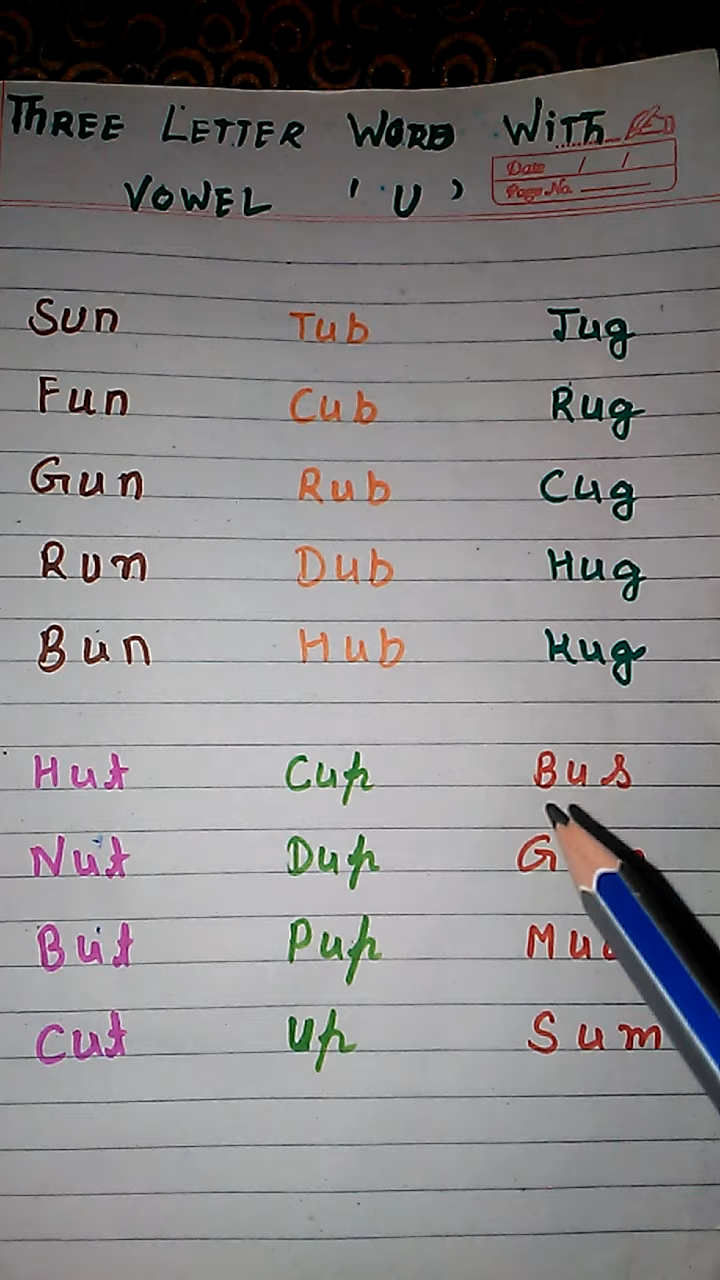 THREE LETTER WORD WITH
VOWEL 'U'
Date / /
Page No.
Sun Tub Jug
Fun Cub Rug
Gun Rub Cug
Run Dub Hug
Bun Hub Hug
Hut Cup Bus
Nut Dup
But Pup
Cut Up Sum